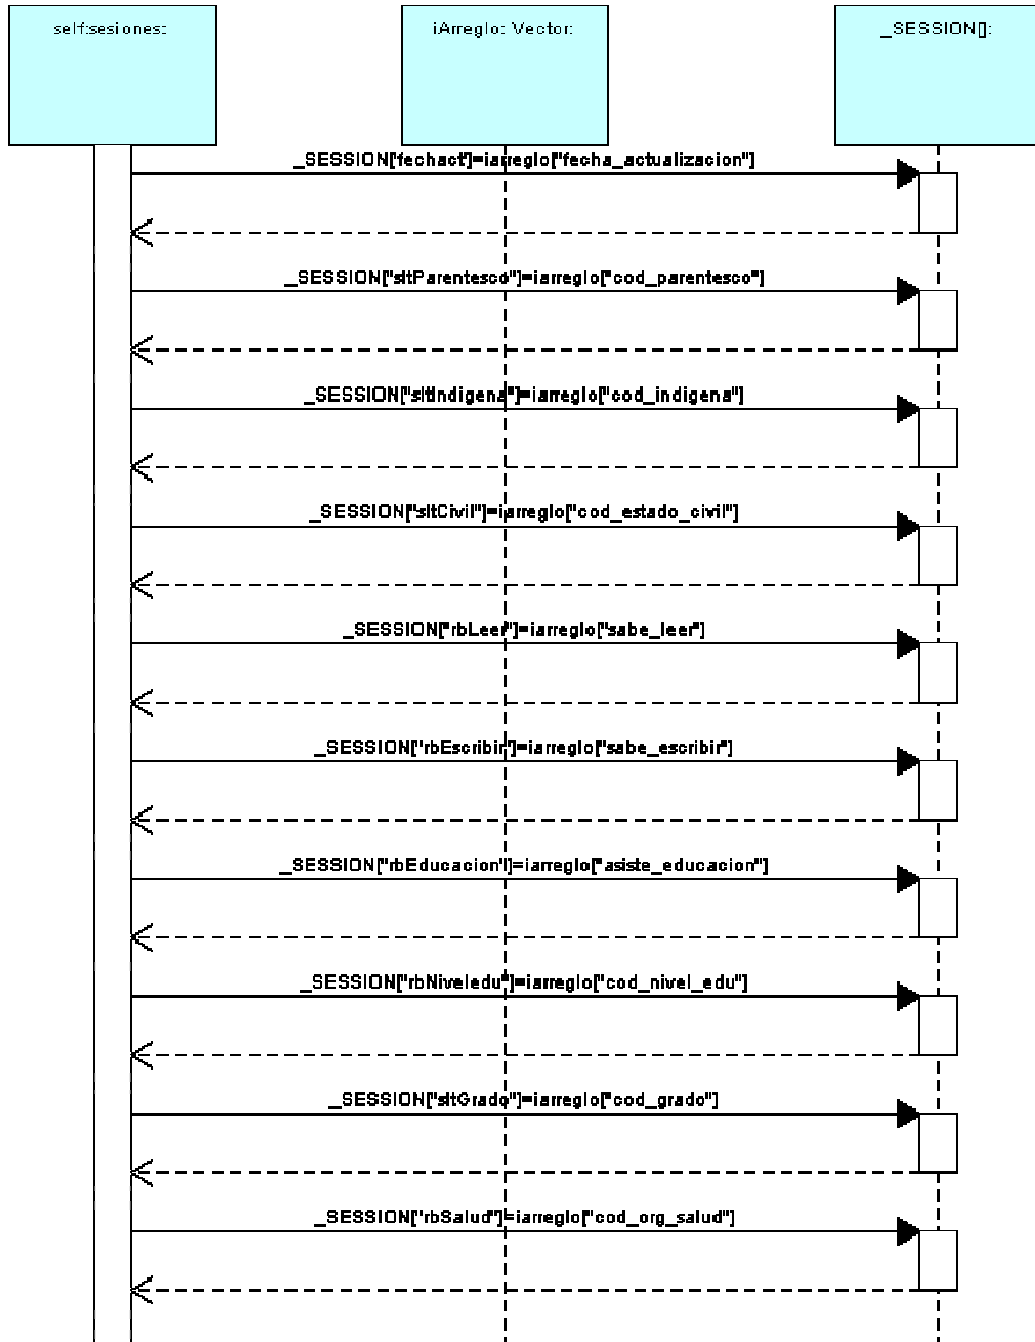 self:sesiones:
iArreglo: Vector:
_SESSION[]:
_SESSION['fechact']=iarreglo["fecha_actualizacion"]
_SESSION["sltParentesco"]=iarreglo["cod_parentesco"]
_SESSION["sltIndigena"]=iarreglo["cod_indigena"]
_SESSION["sltCivil"]=iarreglo["cod_estado_civil"]
_SESSION["rbLeer"]=iarreglo["sabe_leer"]
_SESSION["rbEscribir"]=iarreglo["sabe_escribir"]
_SESSION["rbEducacion"]=iarreglo["asiste_educacion"]
_SESSION["rbNiveledu"]=iarreglo["cod_nivel_edu"]
_SESSION["sltGrado"]=iarreglo["cod_grado"]
_SESSION["rbSalud"]=iarreglo["cod_org_salud"]